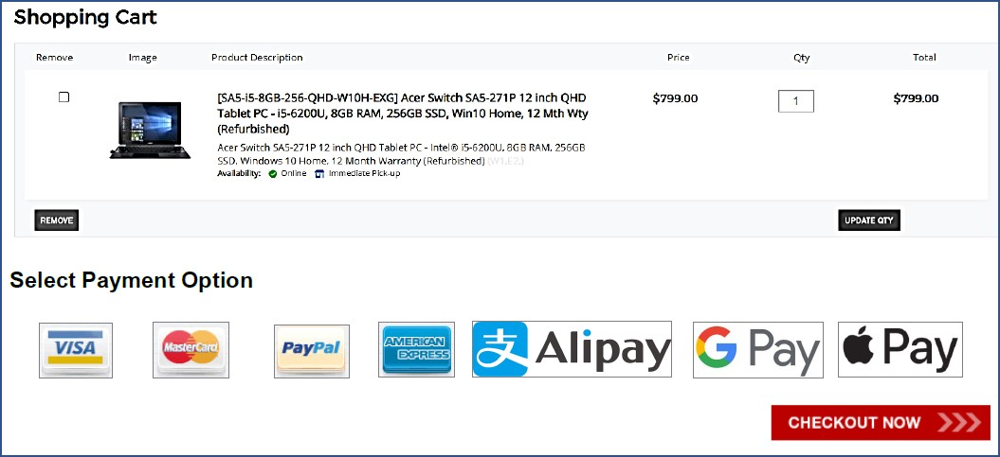 Shopping Cart
Remove Image Product Description Price Qty Total
[SA5-i5-8GB-256-QHD-W10H-EXG] Acer Switch SA5-271P 12 inch QHD $799.00 1 $799.00
Tablet PC - i5-6200U, 8GB RAM, 256GB SSD, Win10 Home, 12 Mth Wty
(Refurbished)
Acer Switch SA5-271P 12 inch QHD Tablet PC - Intel® i5-6200U, 8GB RAM, 256GB
SSD, Windows 10 Home, 12 Month Warranty (Refurbished) (W1,E2,)
Availability: Online Immediate Pick-up
REMOVE UPDATE QTY
Select Payment Option
VISA MasterCard PayPal AMERICAN EXPRESS 支 Alipay G Pay Pay
CHECKOUT NOW